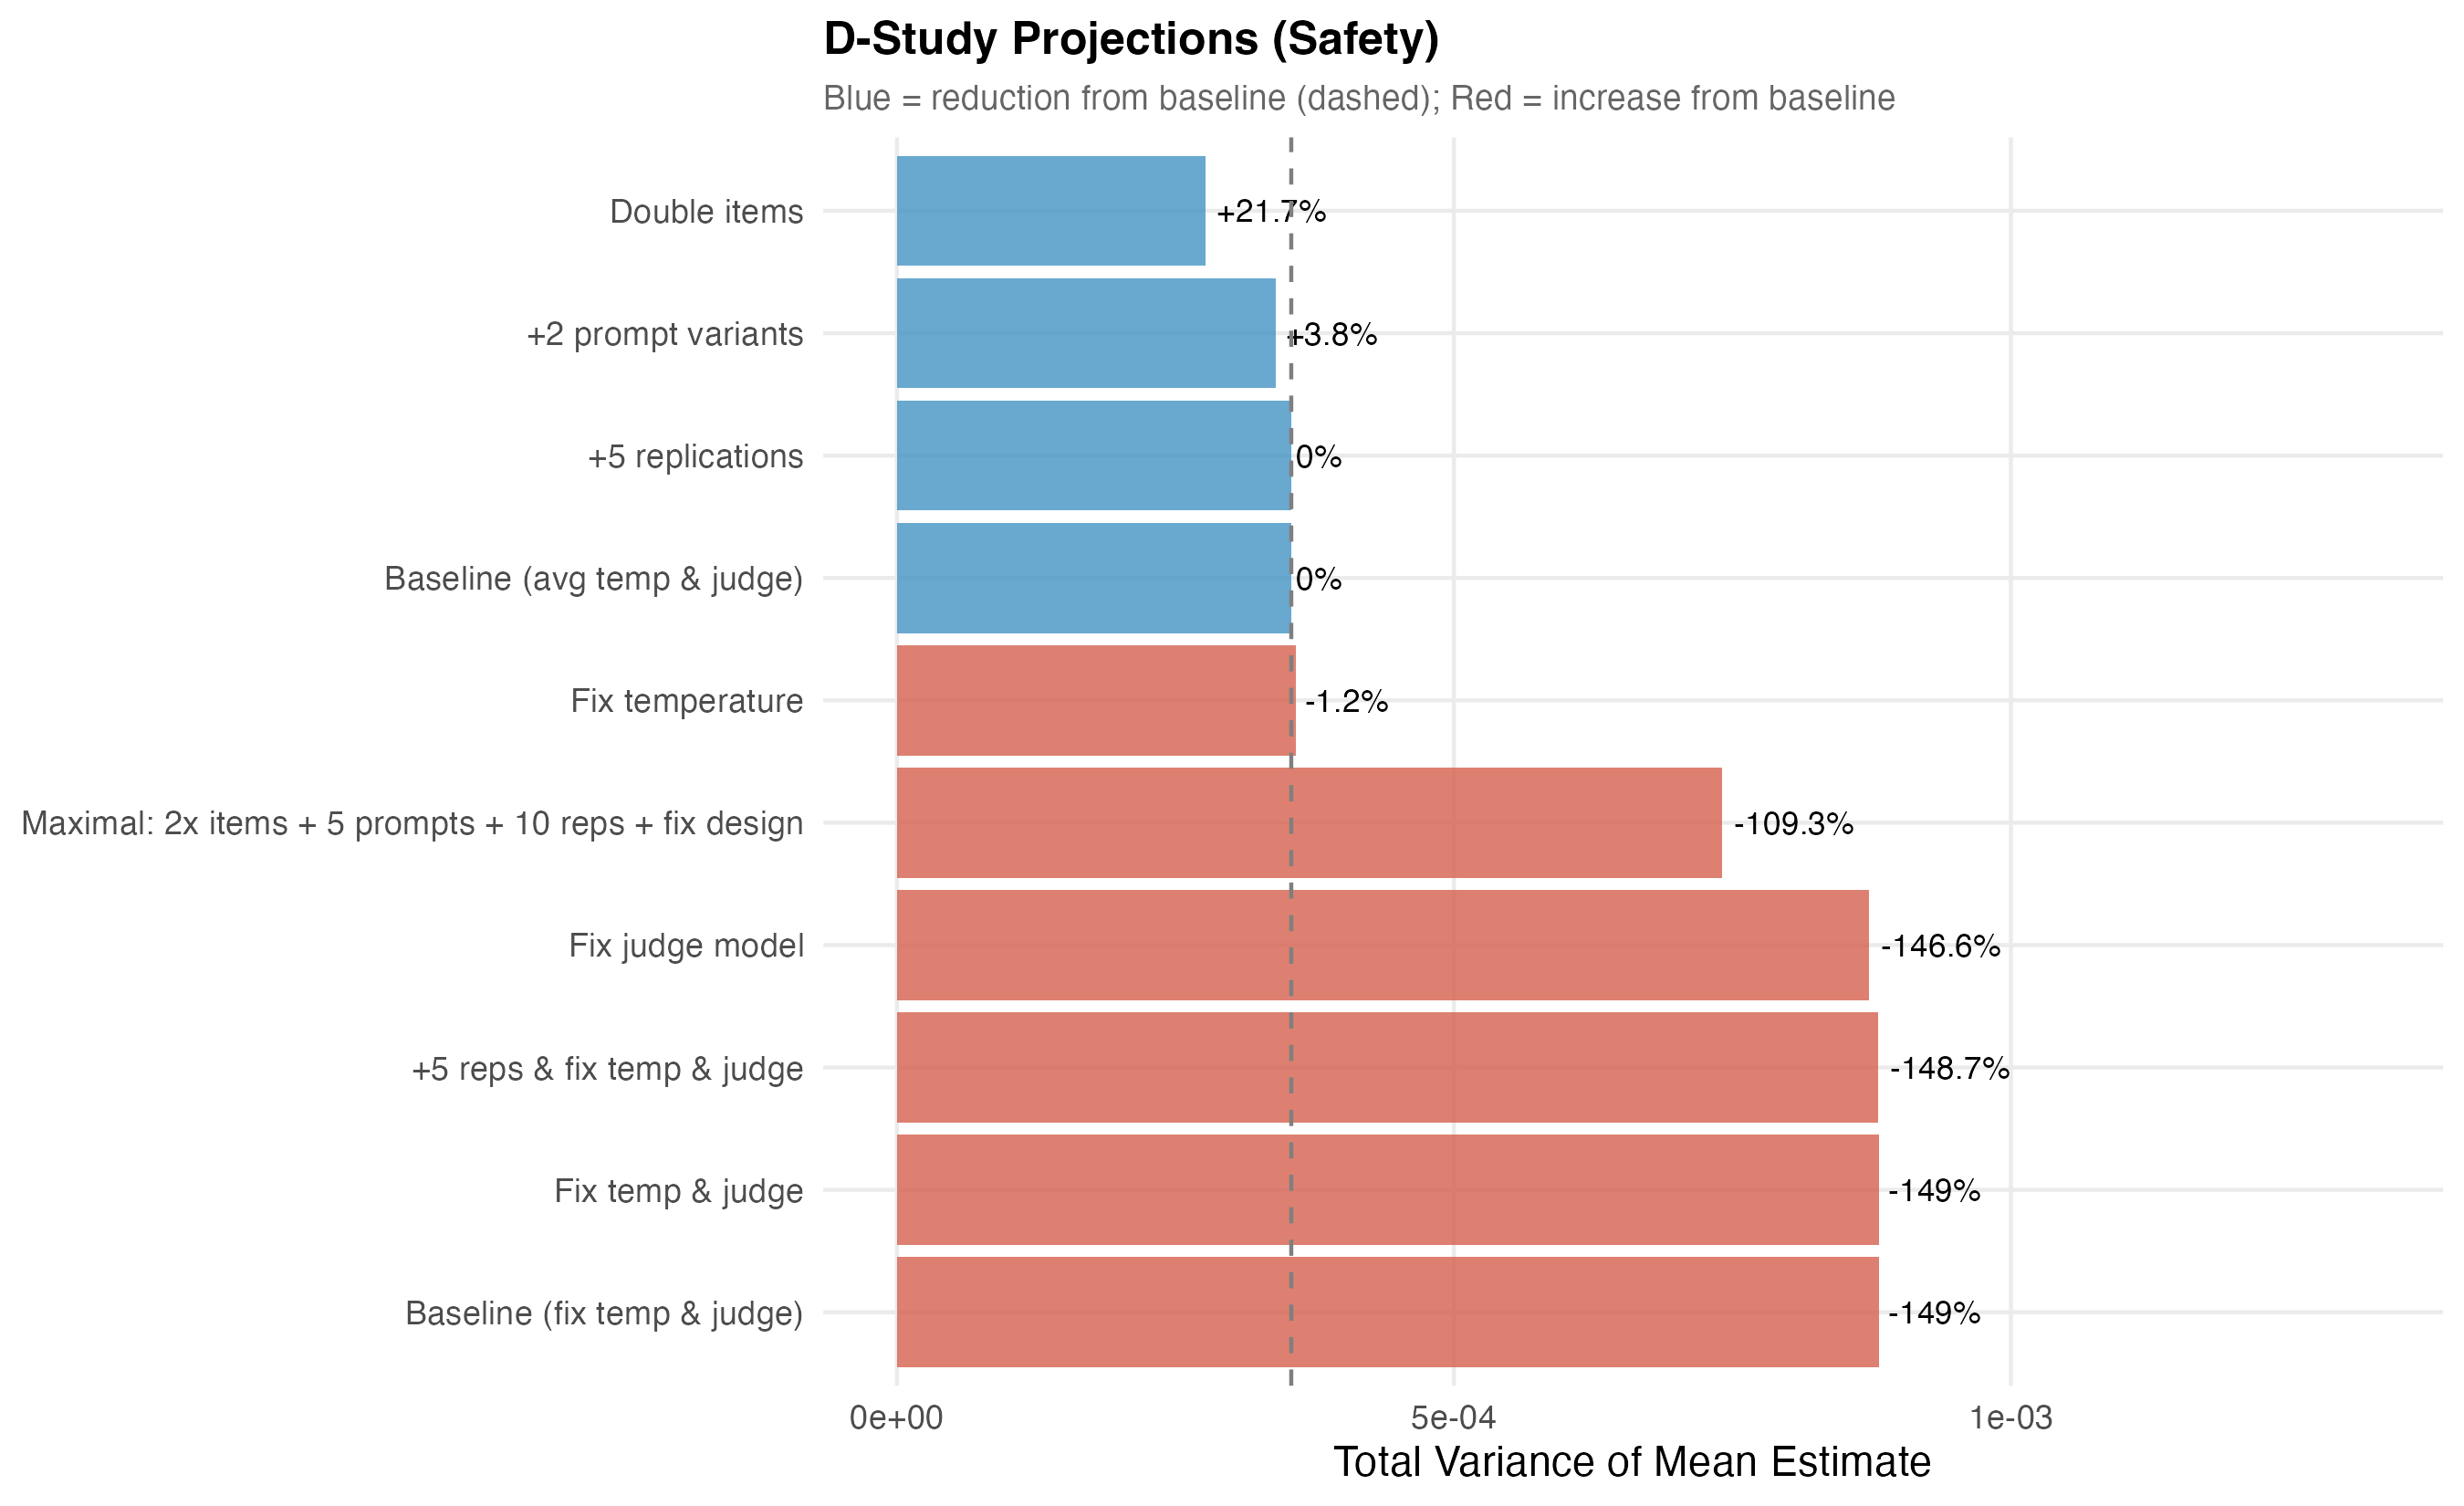 D-Study Projections (Safety)
Blue = reduction from baseline (dashed); Red = increase from baseline
Double items
+21.7%
+2 prompt variants
+3.8%
+5 replications
0%
Baseline (avg temp & judge)
0%
Fix temperature
-1.2%
Maximal: 2x items + 5 prompts + 10 reps + fix design
-109.3%
Fix judge model
-146.6%
+5 reps & fix temp & judge
-148.7%
Fix temp & judge
-149%
Baseline (fix temp & judge)
-149%
0e+00
5e-04
1e-03
Total Variance of Mean Estimate